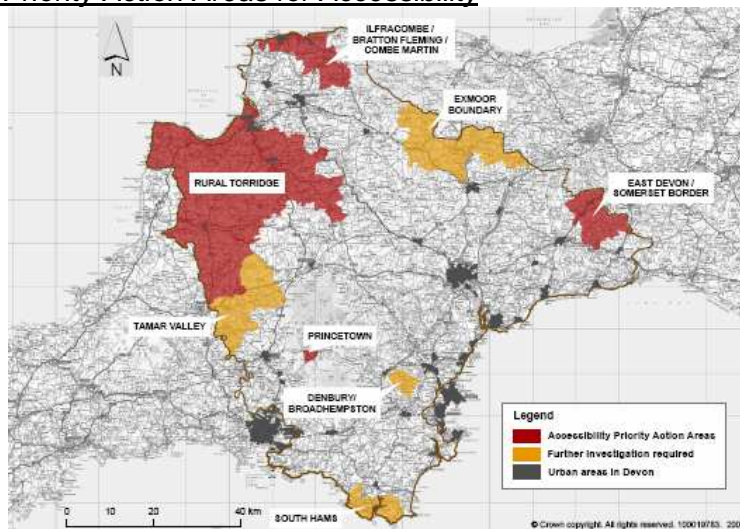 Priority Action Areas for Accessibility
N
ILFRACOMBE /
BRATTON FLEMING /
COMBE MARTIN
EXMOOR
BOUNDARY
RURAL TORRIDGE
EAST DEVON /
SOMERSET BORDER
TAMAR VALLEY
PRINCETOWN
DENBURY/
BROADHEMPSTON
SOUTH HAMS
Legend
Accessibility Priority Action Areas
Further Investigation required
Urban areas in Devon
0 10 20 40 km
© Crown copyright. All rights reserved. 100019783. 200